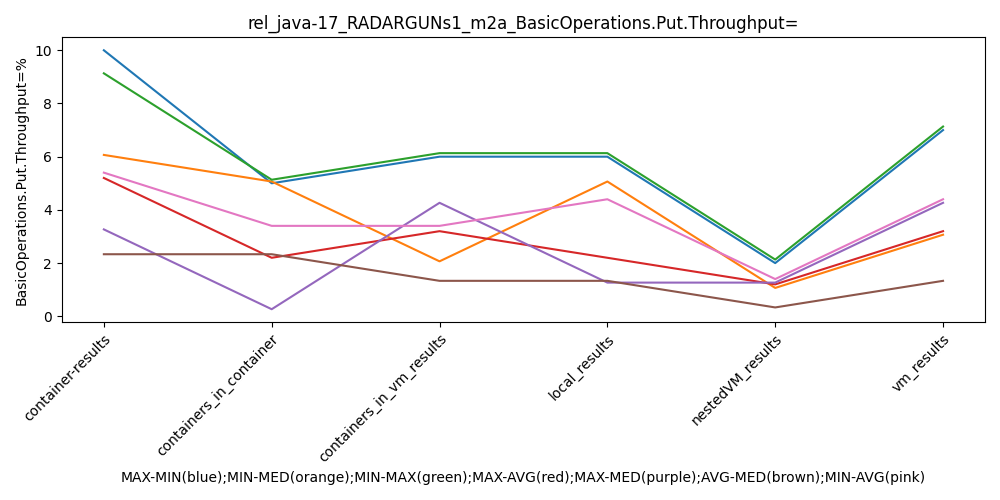 rel_java-17_RADARGUNs1_m2a_BasicOperations.Put.Throughput=
BasicOperations.Put.Throughput=%
10
8
6
4
2
0
container-results
containers_in_container
containers_in_vm_results
local_results
nestedVM_results
vm_results
MAX-MIN(blue);MIN-MED(orange);MIN-MAX(green);MAX-AVG(red);MAX-MED(purple);AVG-MED(brown);MIN-AVG(pink)